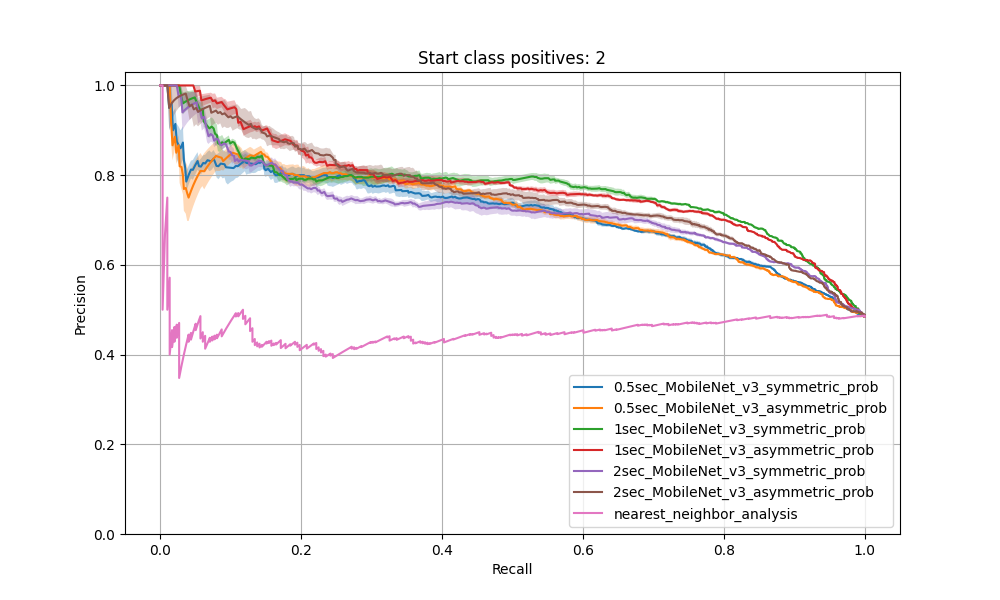 Start class positives: 2
Precision
1.0
0.8
0.6
0.4
0.2
0.0
0.0 0.2 0.4 0.6 0.8 1.0
Recall
0.5sec_MobileNet_v3_symmetric_prob
0.5sec_MobileNet_v3_asymmetric_prob
1sec_MobileNet_v3_symmetric_prob
1sec_MobileNet_v3_asymmetric_prob
2sec_MobileNet_v3_symmetric_prob
2sec_MobileNet_v3_asymmetric_prob
nearest_neighbor_analysis